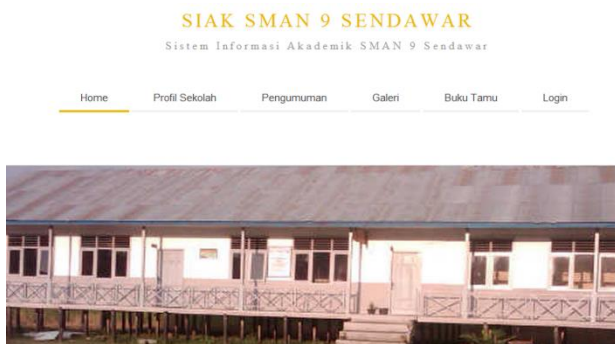 SIAK SMAN 9 SENDAWAR
Sistem Informasi Akademik SMAN 9 Sendawar
Home Profil Sekolah Pengumuman Galeri Buku Tamu Login